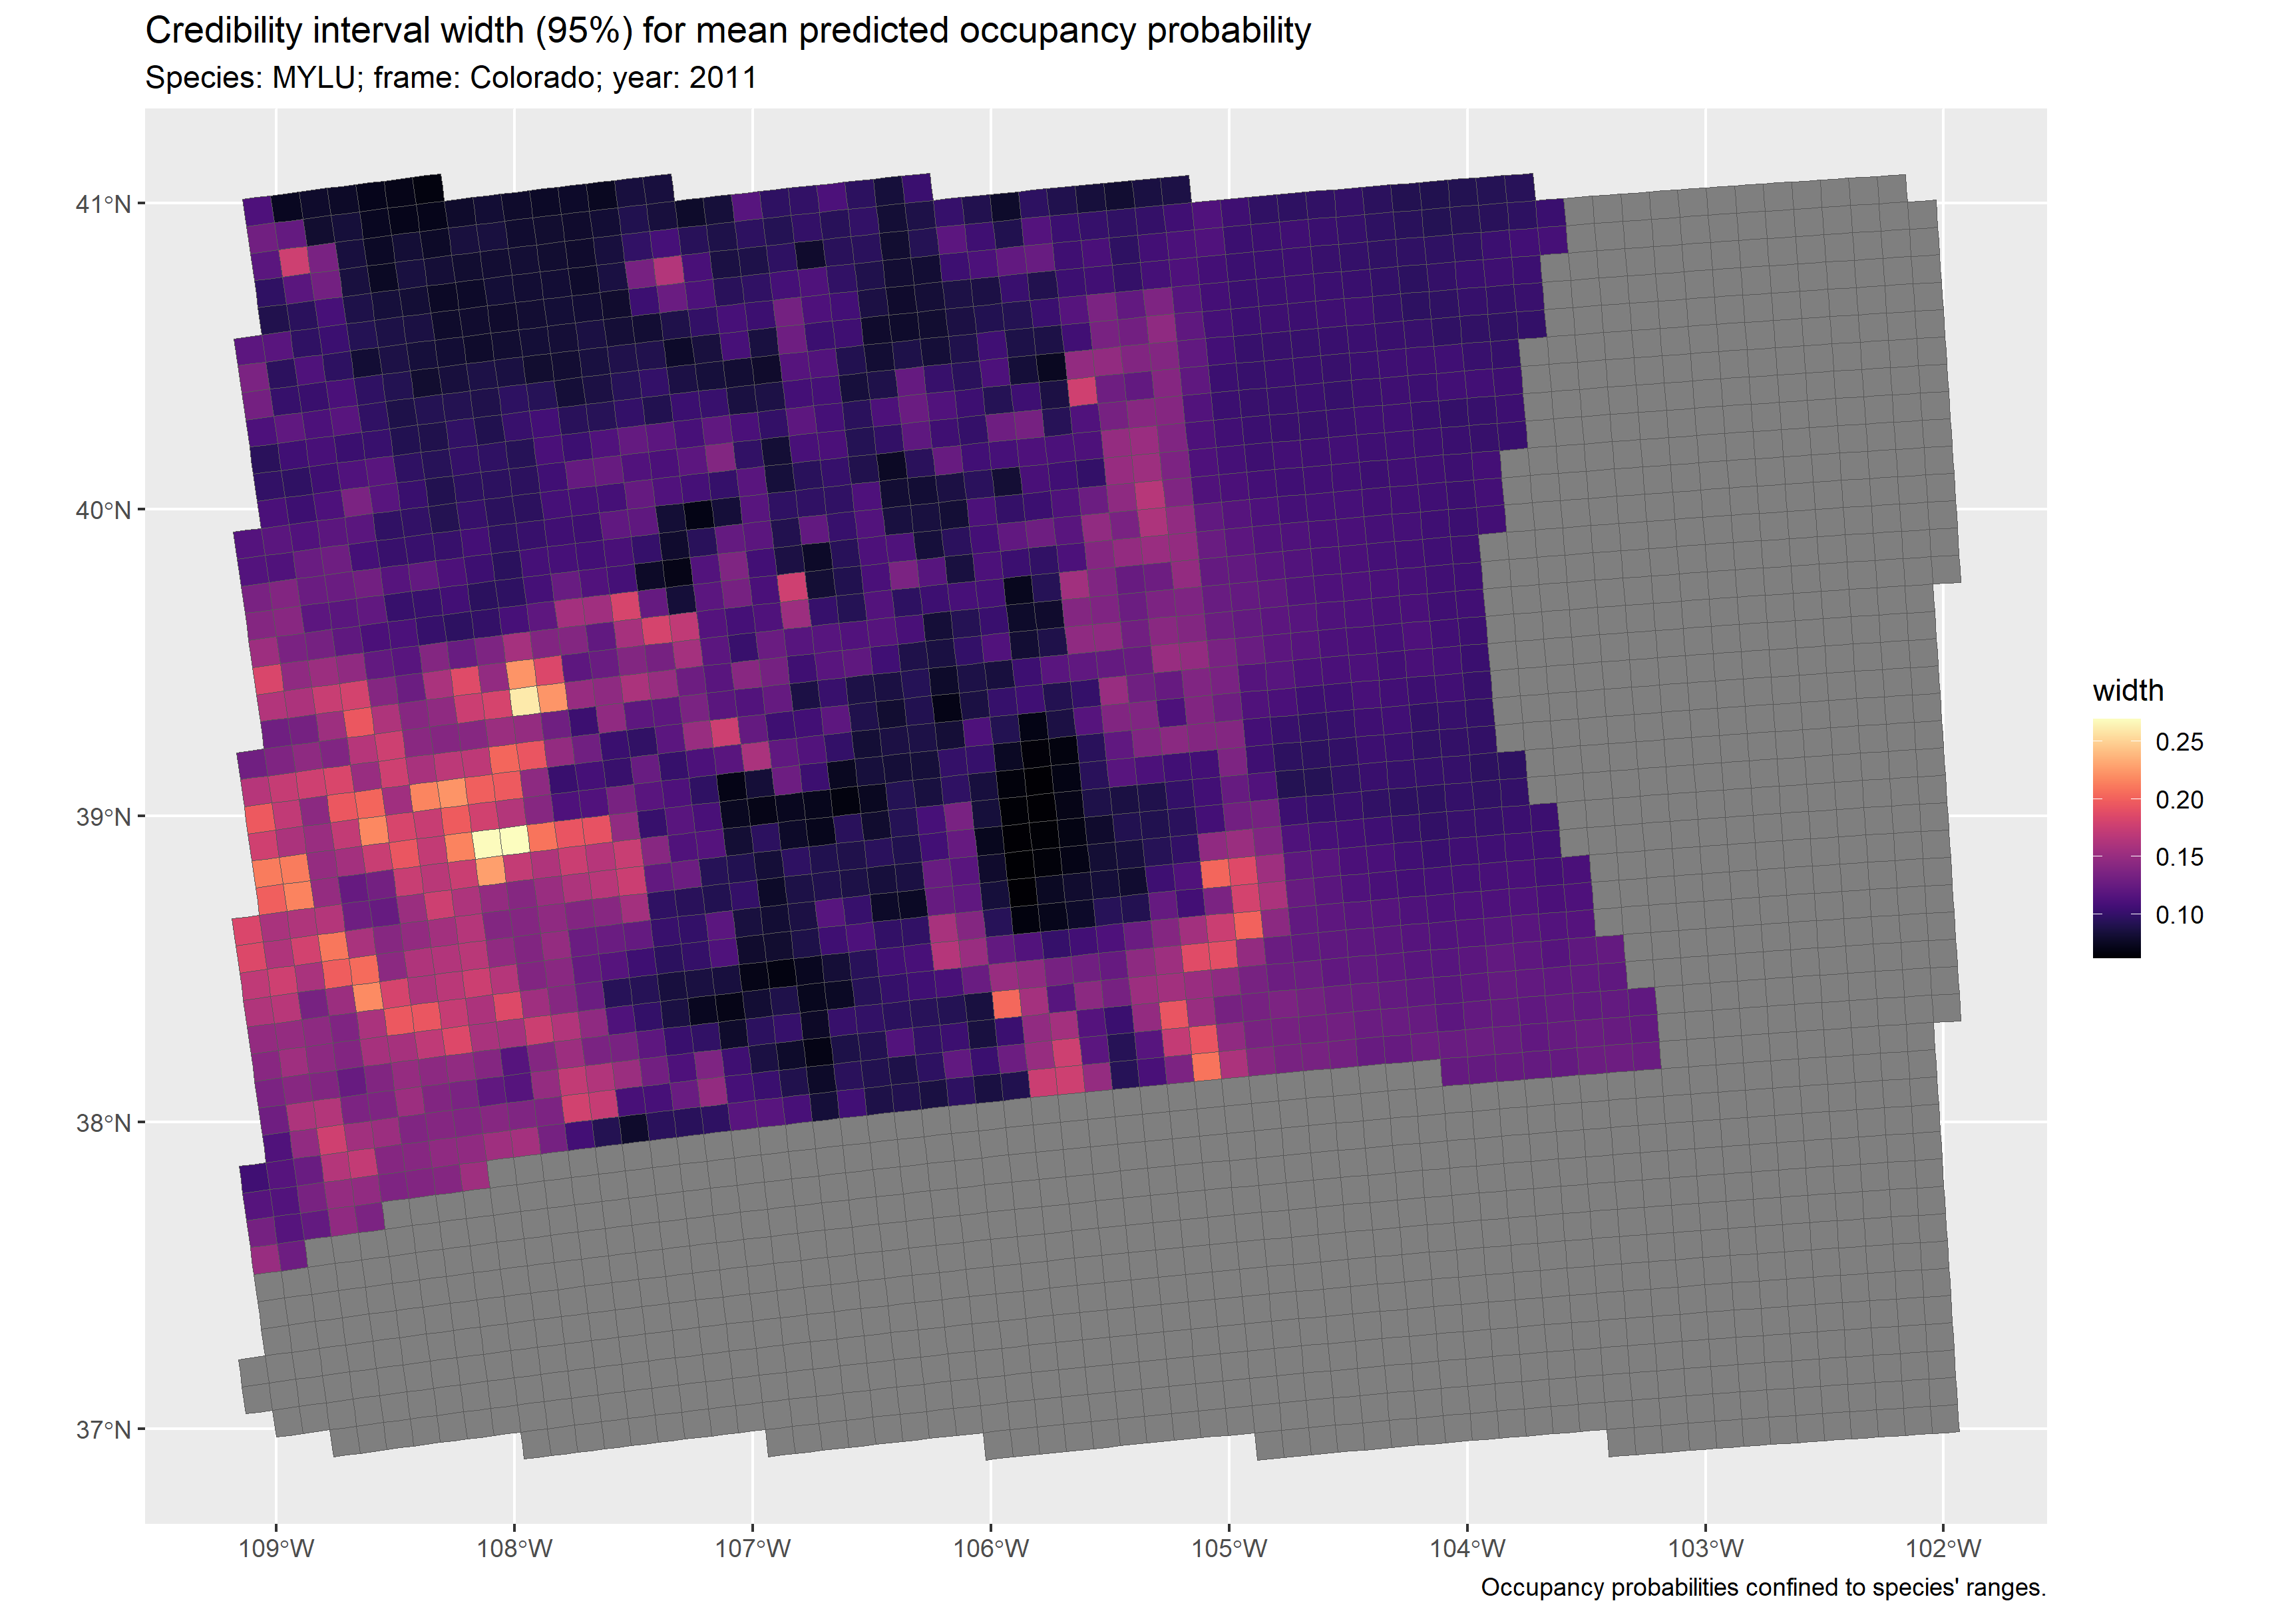 Credibility interval width (95%) for mean predicted occupancy probability
Species: MYLU; frame: Colorado; year: 2011
41°N
40°N
39°N
38°N
37°N
109°W
108°W
107°W
106°W
105°W
104°W
103°W
102°W
width
0.25
0.20
0.15
0.10
Occupancy probabilities confined to species' ranges.